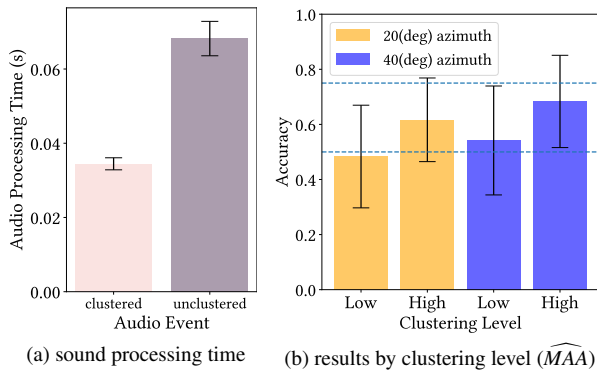 Audio Processing Time (s)
0.06
0.04
0.02
0.00
clustered unclustered
Audio Event
(a) sound processing time
Accuracy
1.0
0.8
0.6
0.4
0.2
0.0
20(deg) azimuth
40(deg) azimuth
Low High Low High
Clustering Level
(b) results by clustering level (\widehat{MAA})